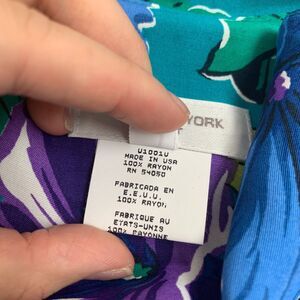 YORK
U1001U
MADE IN USA
100% RAYON
RN 54050
FABRICADA EN
E.E.U.U.
100% RAYON.
FABRIQUE AU
ETATS-UNIS
100% RAYONNE